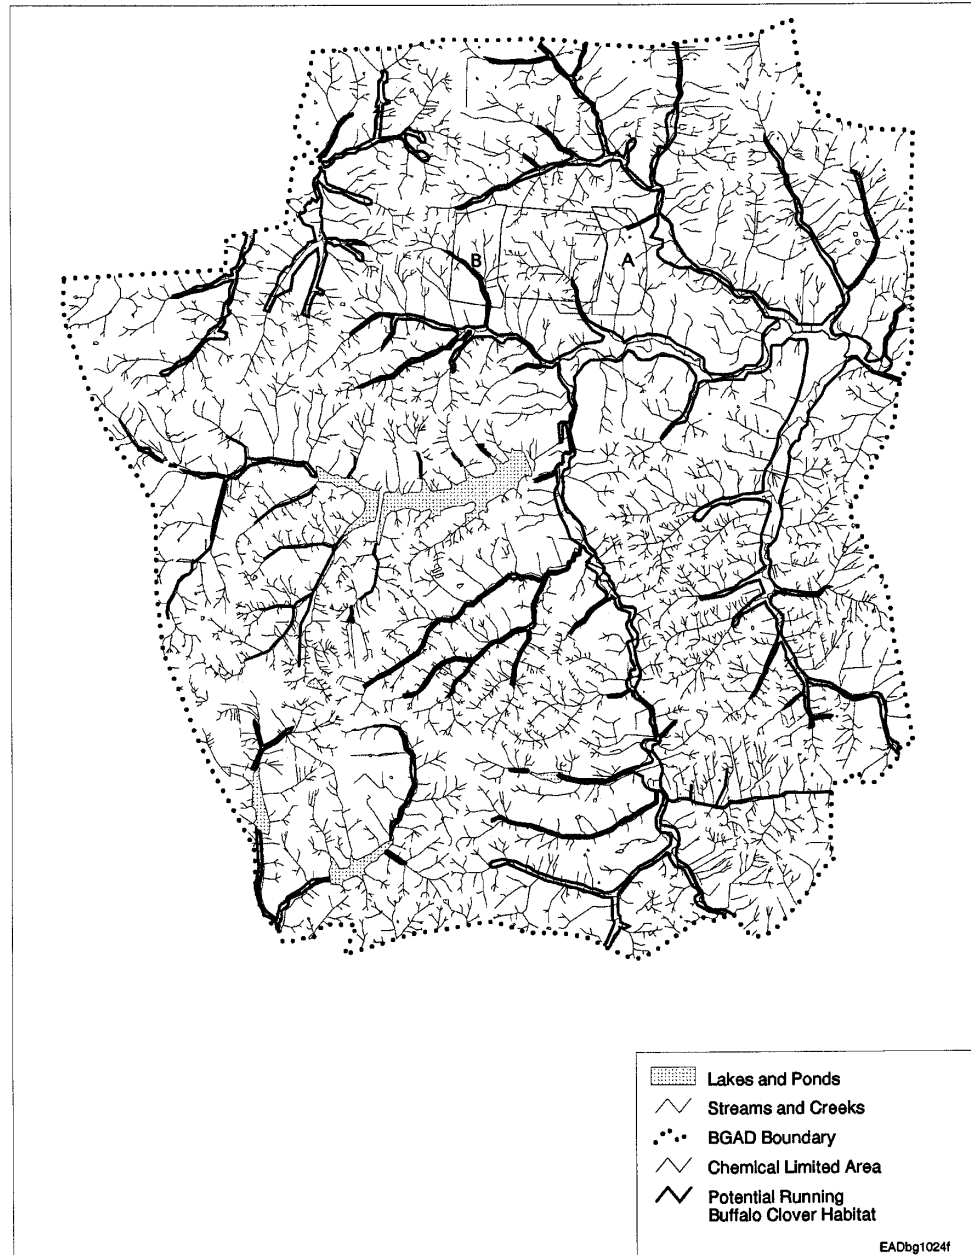 B
A
Lakes and Ponds
Streams and Creeks
BGAD Boundary
Chemical Limited Area
Potential Running
Buffalo Clover Habitat
EADbg1024f